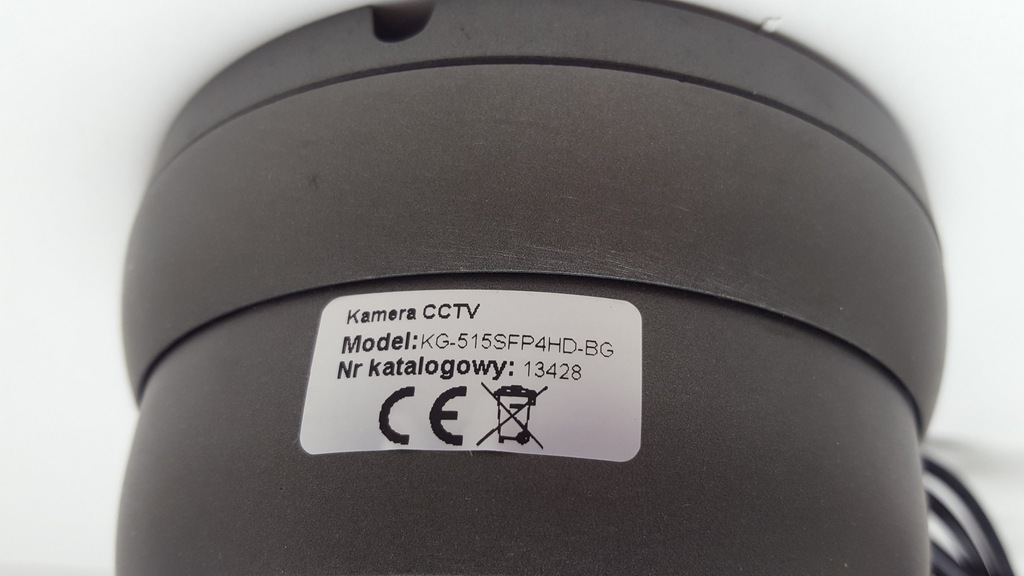 Kamera CCTV
Model: KG-515SFP4HD-BG
Nr katalogowy: 13428
CE